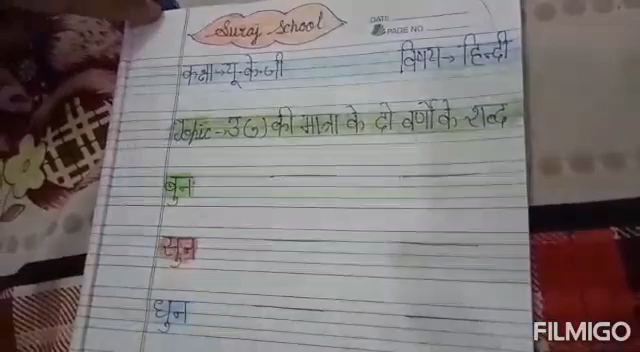 Suraj School
DATE
PAGE NO
कक्षा→यू.के.जी विषय→हिन्दी
Topic→उ(ु) की मात्रा के दो वर्णो के शब्द
बुन
सुन
धुन
FILMIGO